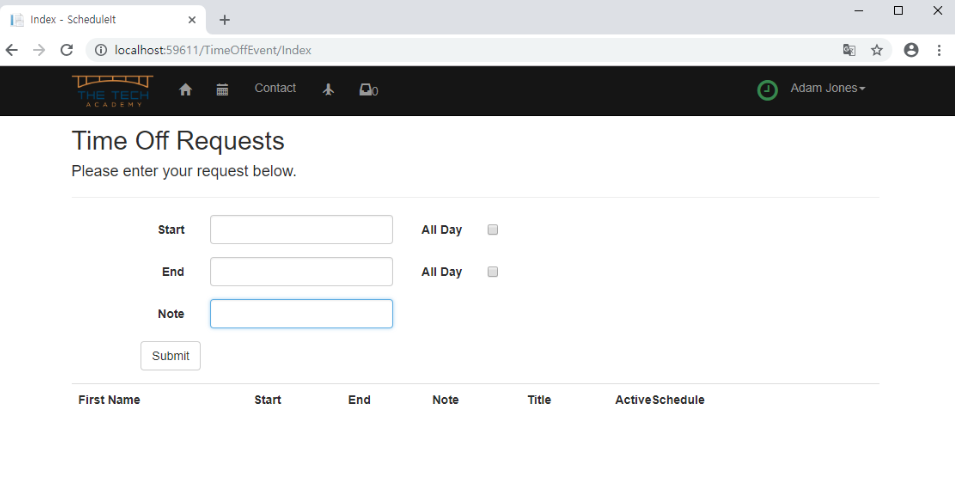 Index - ScheduleIt
localhost:59611/TimeOffEvent/Index
THE TECH
ACADEMY
Contact
0
Adam Jones
Time Off Requests
Please enter your request below.
Start All Day
End All Day
Note
Submit
First Name Start End Note Title ActiveSchedule